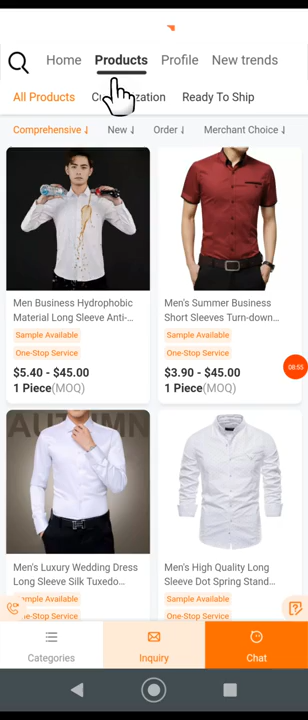 Home Products Profile New trends
All Products Customization Ready To Ship
Comprehensive New Order Merchant Choice
AUTUMN
Men Business Hydrophobic
Material Long Sleeve Anti-...
Sample Available
One-Stop Service
$5.40 - $45.00
1 Piece(MOQ)
Men's Summer Business
Short Sleeves Turn-down...
Sample Available
One-Stop Service
$3.90 - $45.00
1 Piece(MOQ)
08:55
Men's Luxury Wedding Dress
Long Sleeve Silk Tuxedo...
Sample Available
One-Stop Service
Men's High Quality Long
Sleeve Dot Spring Stand...
Sample Available
One-Stop Service
Categories Inquiry Chat